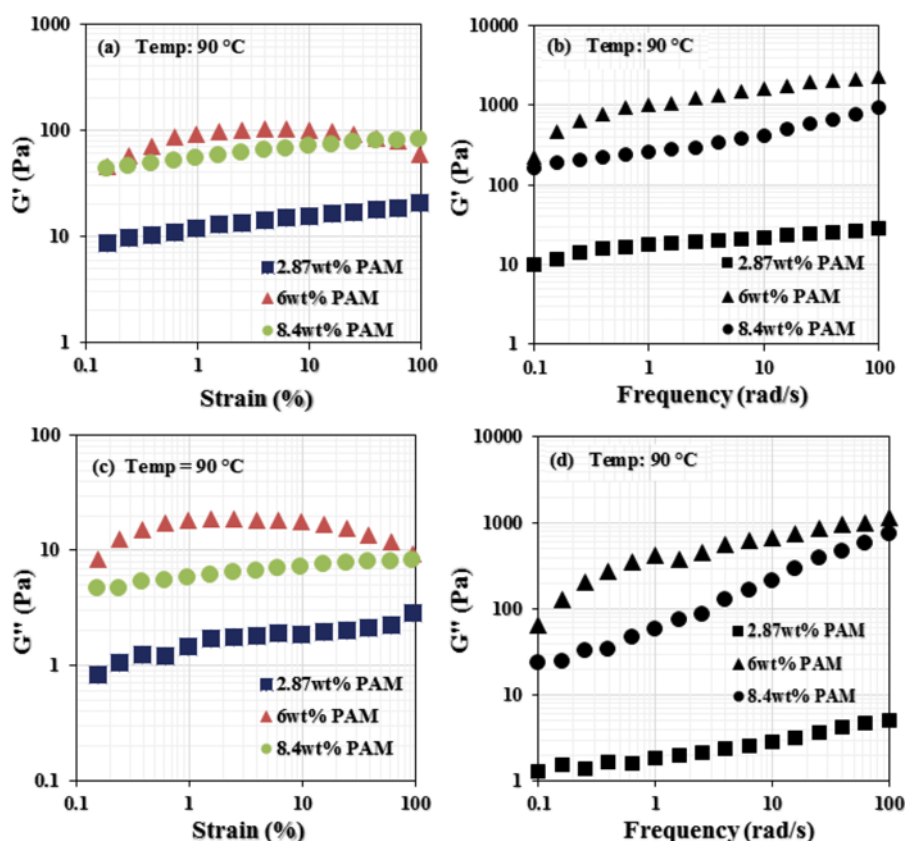 (a) Temp: 90 °C
G' (Pa)
1000
100
10
1
0.1
1
10
100
Strain (%)
2.87wt% PAM
6wt% PAM
8.4wt% PAM
(b) Temp: 90 °C
G' (Pa)
10000
1000
100
10
1
0.1
1
10
100
Frequency (rad/s)
2.87wt% PAM
6wt% PAM
8.4wt% PAM
(c) Temp = 90 °C
G'' (Pa)
100
10
1
0.1
0.1
1
10
100
Strain (%)
2.87wt% PAM
6wt% PAM
8.4wt% PAM
(d) Temp: 90 °C
G'' (Pa)
10000
1000
100
10
1
0.1
1
10
100
Frequency (rad/s)
2.87wt% PAM
6wt% PAM
8.4wt% PAM